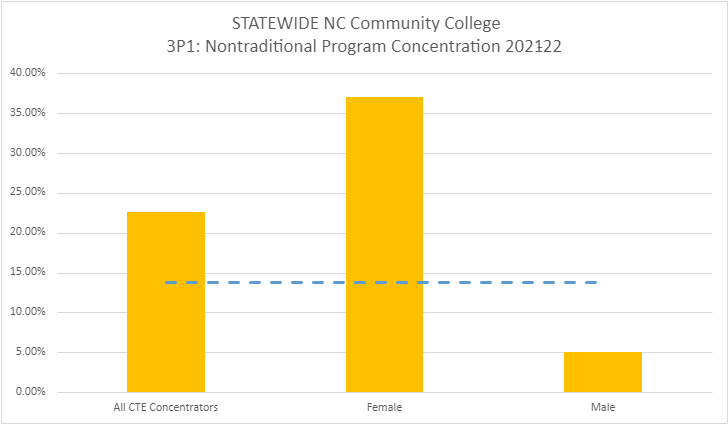 STATEWIDE NC Community College
3P1: Nontraditional Program Concentration 202122
40.00%
35.00%
30.00%
25.00%
20.00%
15.00%
10.00%
5.00%
0.00%
All CTE Concentrators
Female
Male